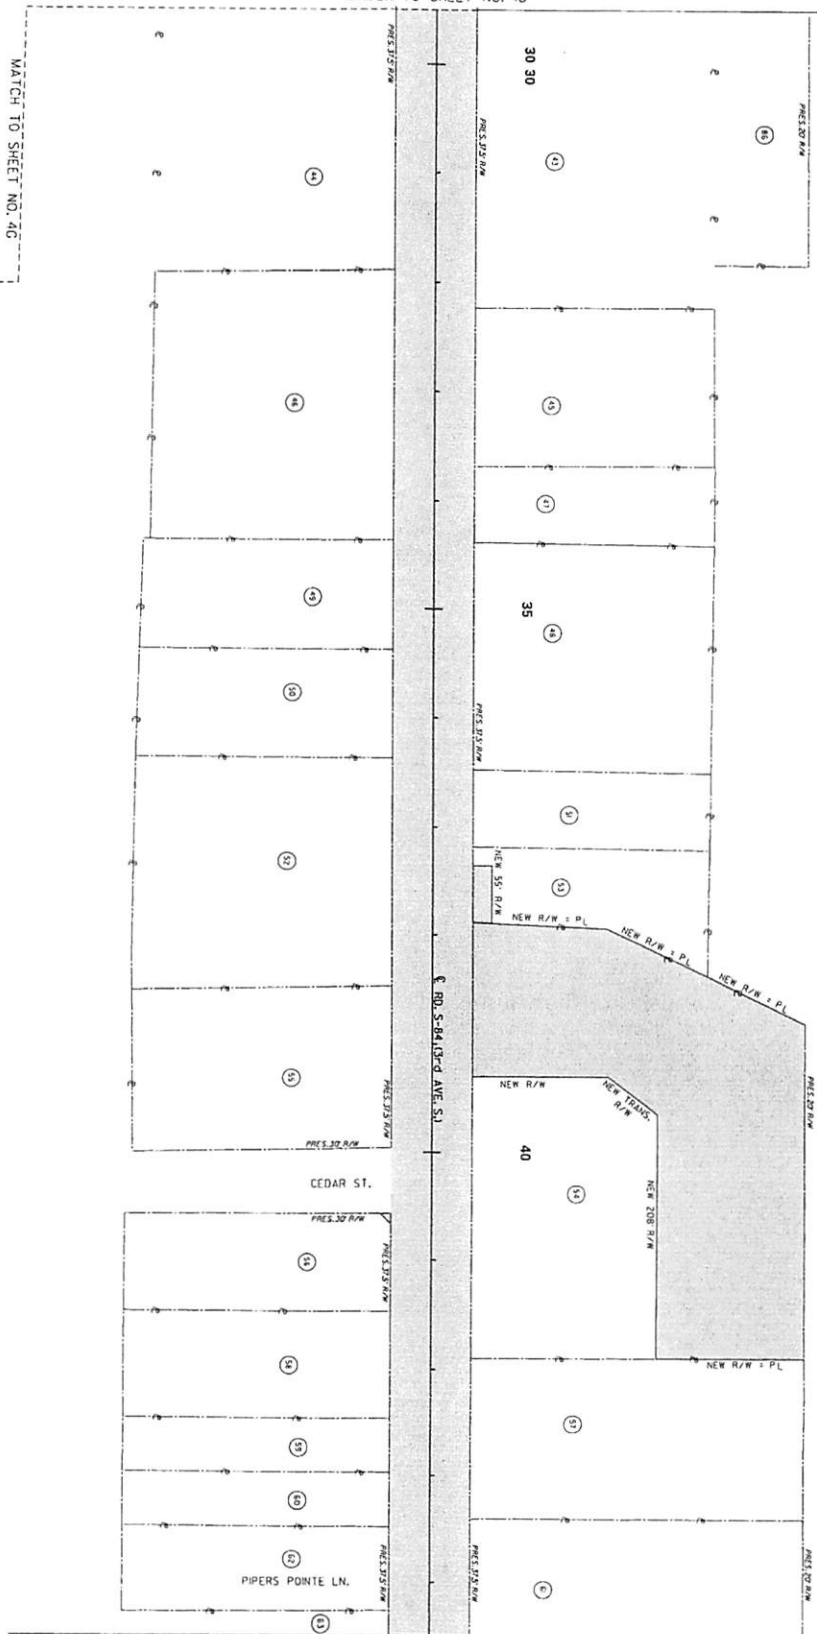 MATCH TO SHEET NO. 4G
PRES. 37.5' R/W
PRES. 37.5' R/W
30 30
PRES. 20' R/W
86
44
43
46
45
47
49
35
48
50
PRES. 37.5' R/W
51
52
53
NEW 55' R/W
NEW R/W = PL
NEW R/W = PL
NEW R/W = PL
℄ RD. S-84, (3rd AVE. S.)
55
PRES. 37.5' R/W
PRES. 20' R/W
NEW R/W
NEW TRANS. R/W
PRES. 30' R/W
40
CEDAR ST.
54
NEW 208' R/W
PRES. 30' R/W
PRES. 37.5' R/W
56
58
NEW R/W = PL
57
59
60
62
PIPERS POINTE LN.
PRES. 37.5' R/W
PRES. 37.5' R/W
PRES. 20' R/W
63